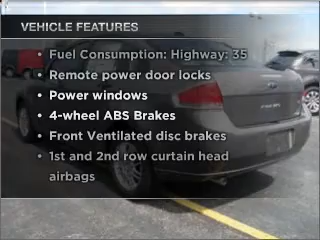 VEHICLE FEATURES
• Fuel Consumption: Highway: 35
• Remote power door locks
• Power windows
• 4-wheel ABS Brakes
• Front Ventilated disc brakes
• 1st and 2nd row curtain head
airbags